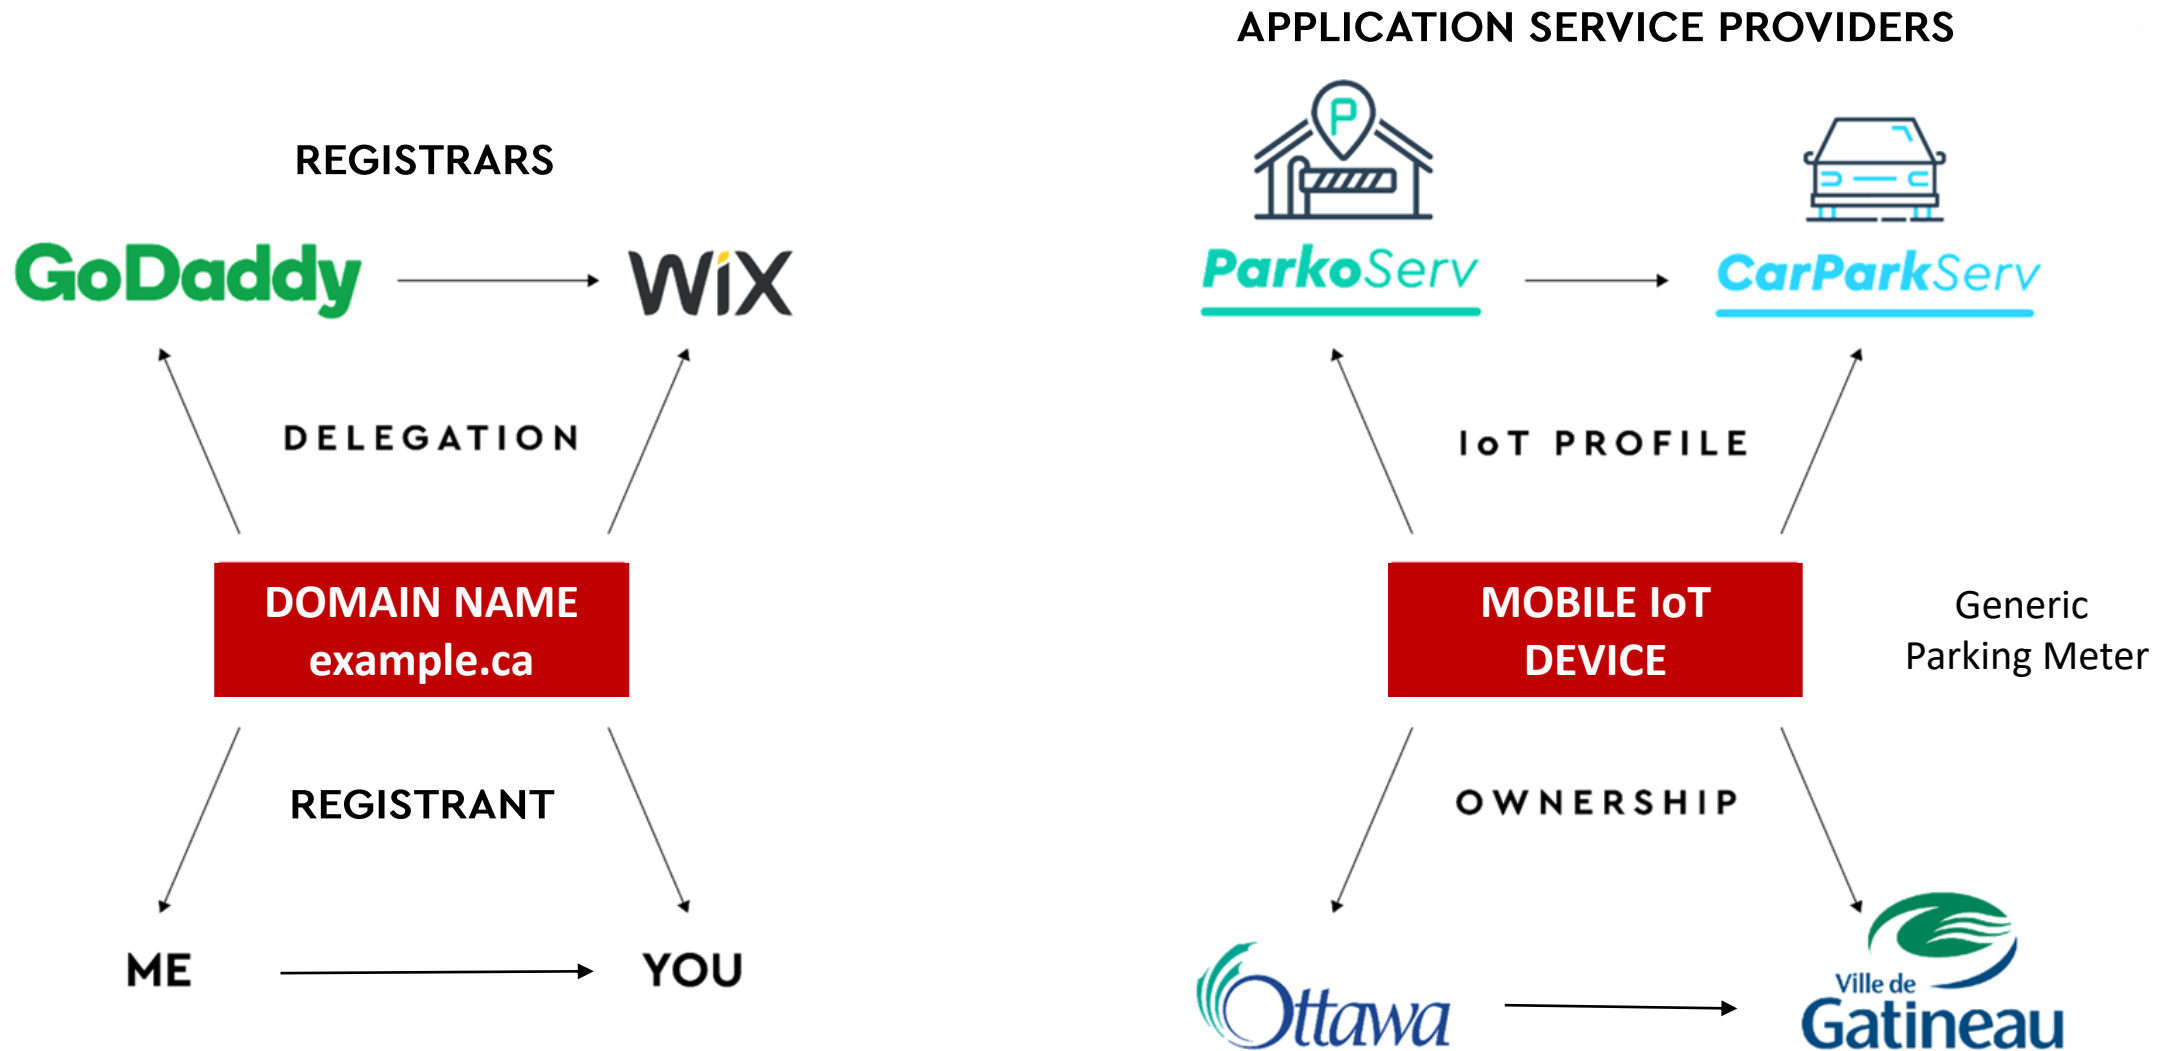 APPLICATION SERVICE PROVIDERS
REGISTRARS
GoDaddy
WiX
P
ParkoServ
CarParkServ
DELEGATION
IoT PROFILE
DOMAIN NAME
example.ca
MOBILE IoT
DEVICE
Generic
Parking Meter
REGISTRANT
OWNERSHIP
ME
YOU
Ottawa
Ville de
Gatineau